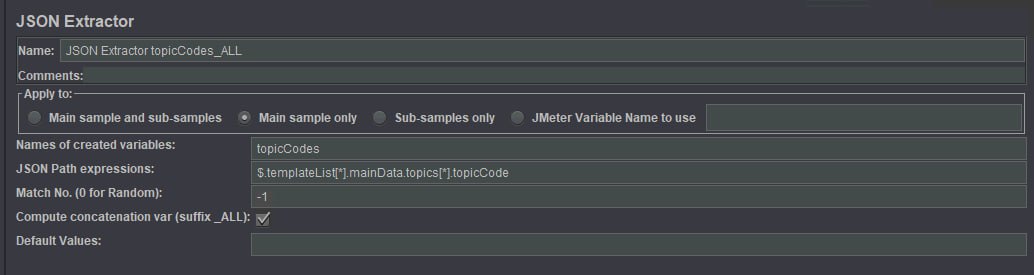 JSON Extractor
Name: JSON Extractor topicCodes_ALL
Comments:
Apply to:
Main sample and sub-samples Main sample only Sub-samples only JMeter Variable Name to use
Names of created variables: topicCodes
JSON Path expressions: $.templateList[*].mainData.topics[*].topicCode
Match No. (0 for Random): -1
Compute concatenation var (suffix _ALL):
Default Values: